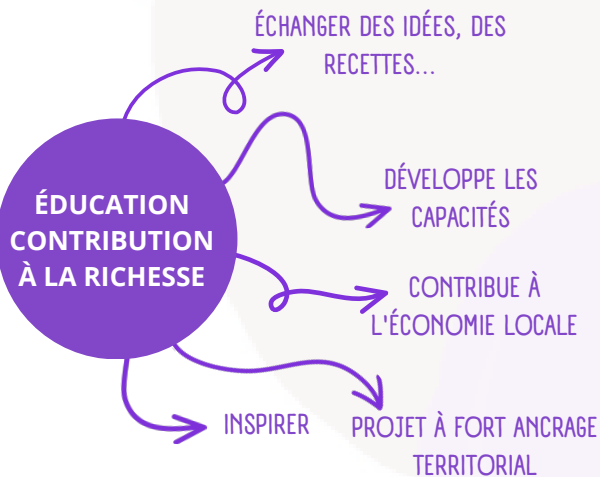 ÉCHANGER DES IDÉES, DES
RECETTES...
DÉVELOPPE LES
CAPACITÉS
ÉDUCATION
CONTRIBUTION
À LA RICHESSE
CONTRIBUE À
L'ÉCONOMIE LOCALE
INSPIRER
PROJET À FORT ANCRAGE
TERRITORIAL